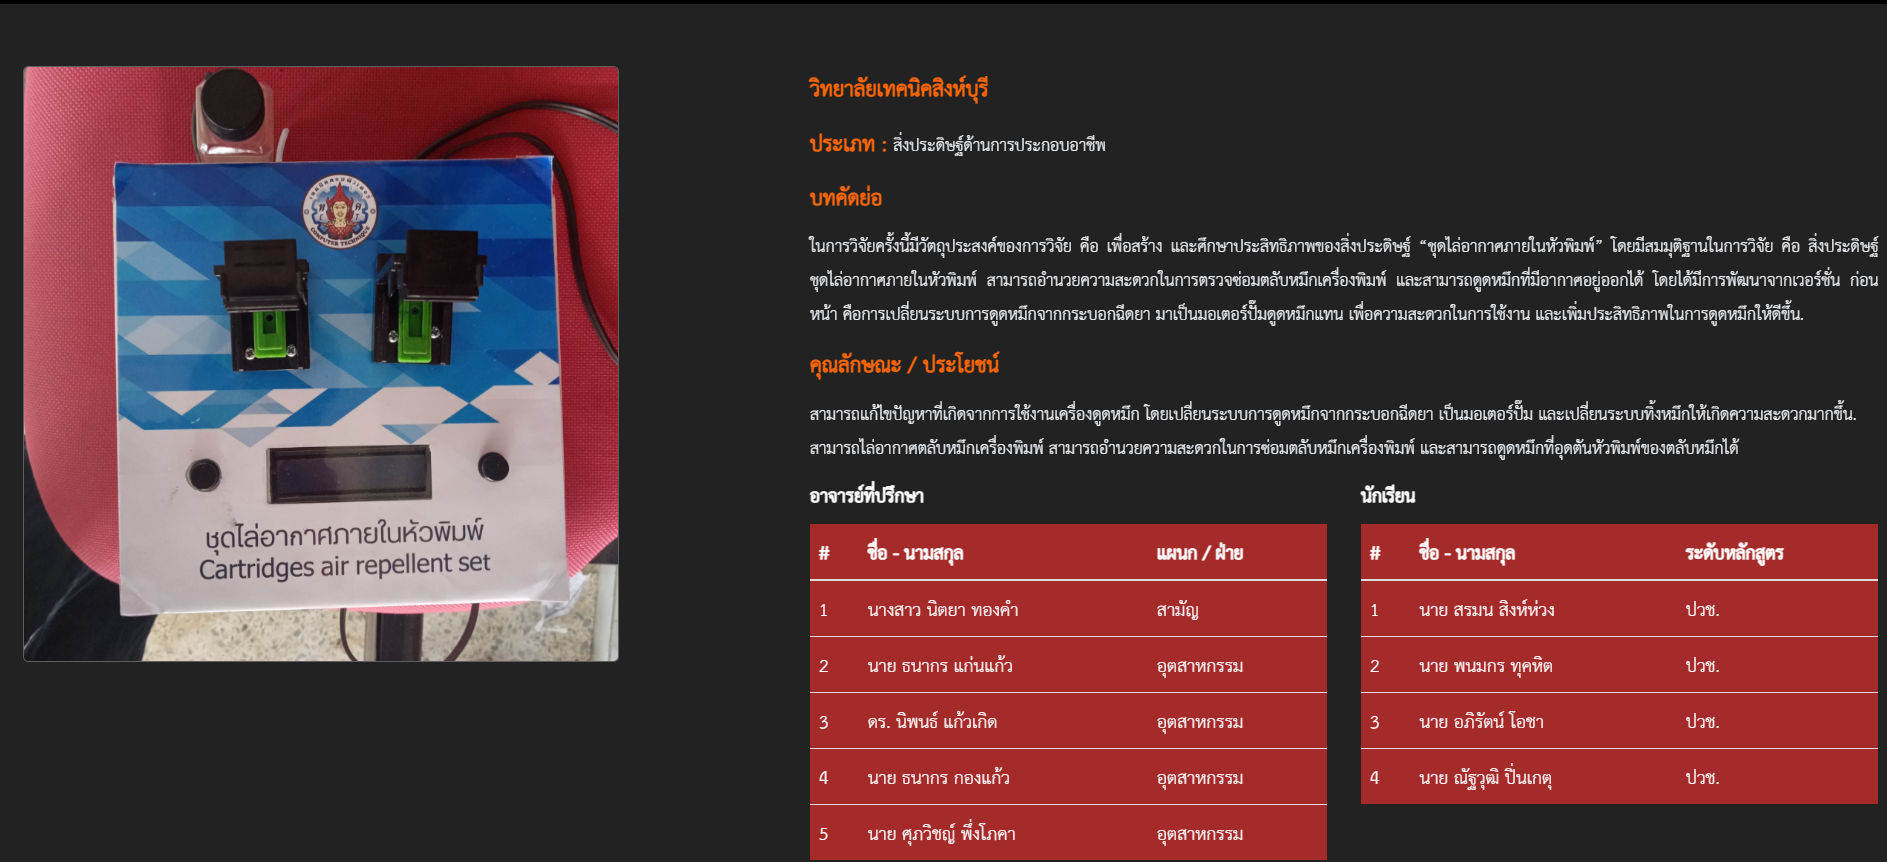 COMPUTER TECHNIQUE
ชุดไล่อากาศภายในหัวพิมพ์
Cartridges air repellent set
วิทยาลัยเทคนิคสิงห์บุรี
ประเภท : สิ่งประดิษฐ์ด้านการประกอบอาชีพ
บทคัดย่อ
ในการวิจัยครั้งนี้มีวัตถุประสงค์ของการวิจัย คือ เพื่อสร้าง และศึกษาประสิทธิภาพของสิ่งประดิษฐ์ “ชุดไล่อากาศภายในหัวพิมพ์” โดยมีสมมุติฐานในการวิจัย คือ สิ่งประดิษฐ์
ชุดไล่อากาศภายในหัวพิมพ์ สามารถอำนวยความสะดวกในการตรวจซ่อมตลับหมึกเครื่องพิมพ์ และสามารถดูดหมึกที่มีอากาศอยู่ออกได้ โดยได้มีการพัฒนาจากเวอร์ชั่น ก่อน
หน้า คือการเปลี่ยนระบบการดูดหมึกจากกระบอกฉีดยา มาเป็นมอเตอร์ปั๊มดูดหมึกแทน เพื่อความสะดวกในการใช้งาน และเพิ่มประสิทธิภาพในการดูดหมึกให้ดีขึ้น.
คุณลักษณะ / ประโยชน์
สามารถแก้ไขปัญหาที่เกิดจากการใช้งานเครื่องดูดหมึก โดยเปลี่ยนระบบการดูดหมึกจากกระบอกฉีดยา เป็นมอเตอร์ปั๊ม และเปลี่ยนระบบทิ้งหมึกให้เกิดความสะดวกมากขึ้น.
สามารถไล่อากาศตลับหมึกเครื่องพิมพ์ สามารถอำนวยความสะดวกในการซ่อมตลับหมึกเครื่องพิมพ์ และสามารถดูดหมึกที่อุดตันหัวพิมพ์ของตลับหมึกได้
อาจารย์ที่ปรึกษา
# ชื่อ - นามสกุล แผนก / ฝ่าย
1 นางสาว นิตยา ทองคำ สามัญ
2 นาย ธนากร แก่นแก้ว อุตสาหกรรม
3 ดร. นิพนธ์ แก้วเกิด อุตสาหกรรม
4 นาย ธนากร กองแก้ว อุตสาหกรรม
5 นาย ศุภวิชญ์ พึ่งโภคา อุตสาหกรรม
นักเรียน
# ชื่อ - นามสกุล ระดับหลักสูตร
1 นาย สรมน สิงห์ห่วง ปวช.
2 นาย พนมกร ทุคหิต ปวช.
3 นาย อภิรัตน์ โอชา ปวช.
4 นาย ณัฐวุฒิ ปิ่นเกตุ ปวช.